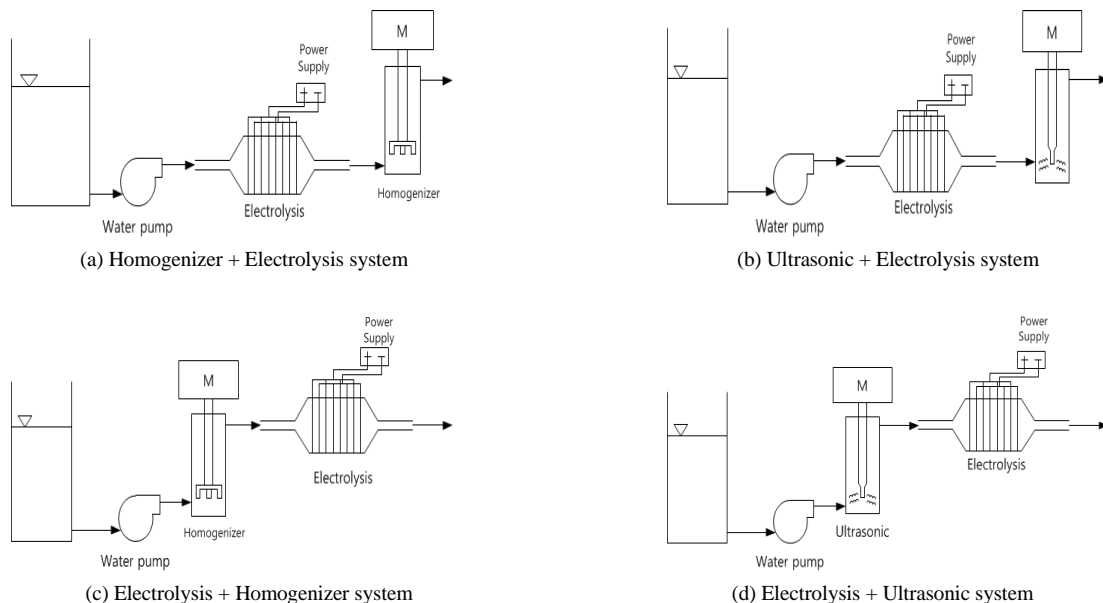 M
Power
Supply
Homogenizer
Electrolysis
Water pump
(a) Homogenizer + Electrolysis system
M
Power
Supply
Electrolysis
Water pump
(b) Ultrasonic + Electrolysis system
Power
Supply
M
Electrolysis
Homogenizer
Water pump
(c) Electrolysis + Homogenizer system
Power
Supply
M
Electrolysis
Ultrasonic
Water pump
(d) Electrolysis + Ultrasonic system